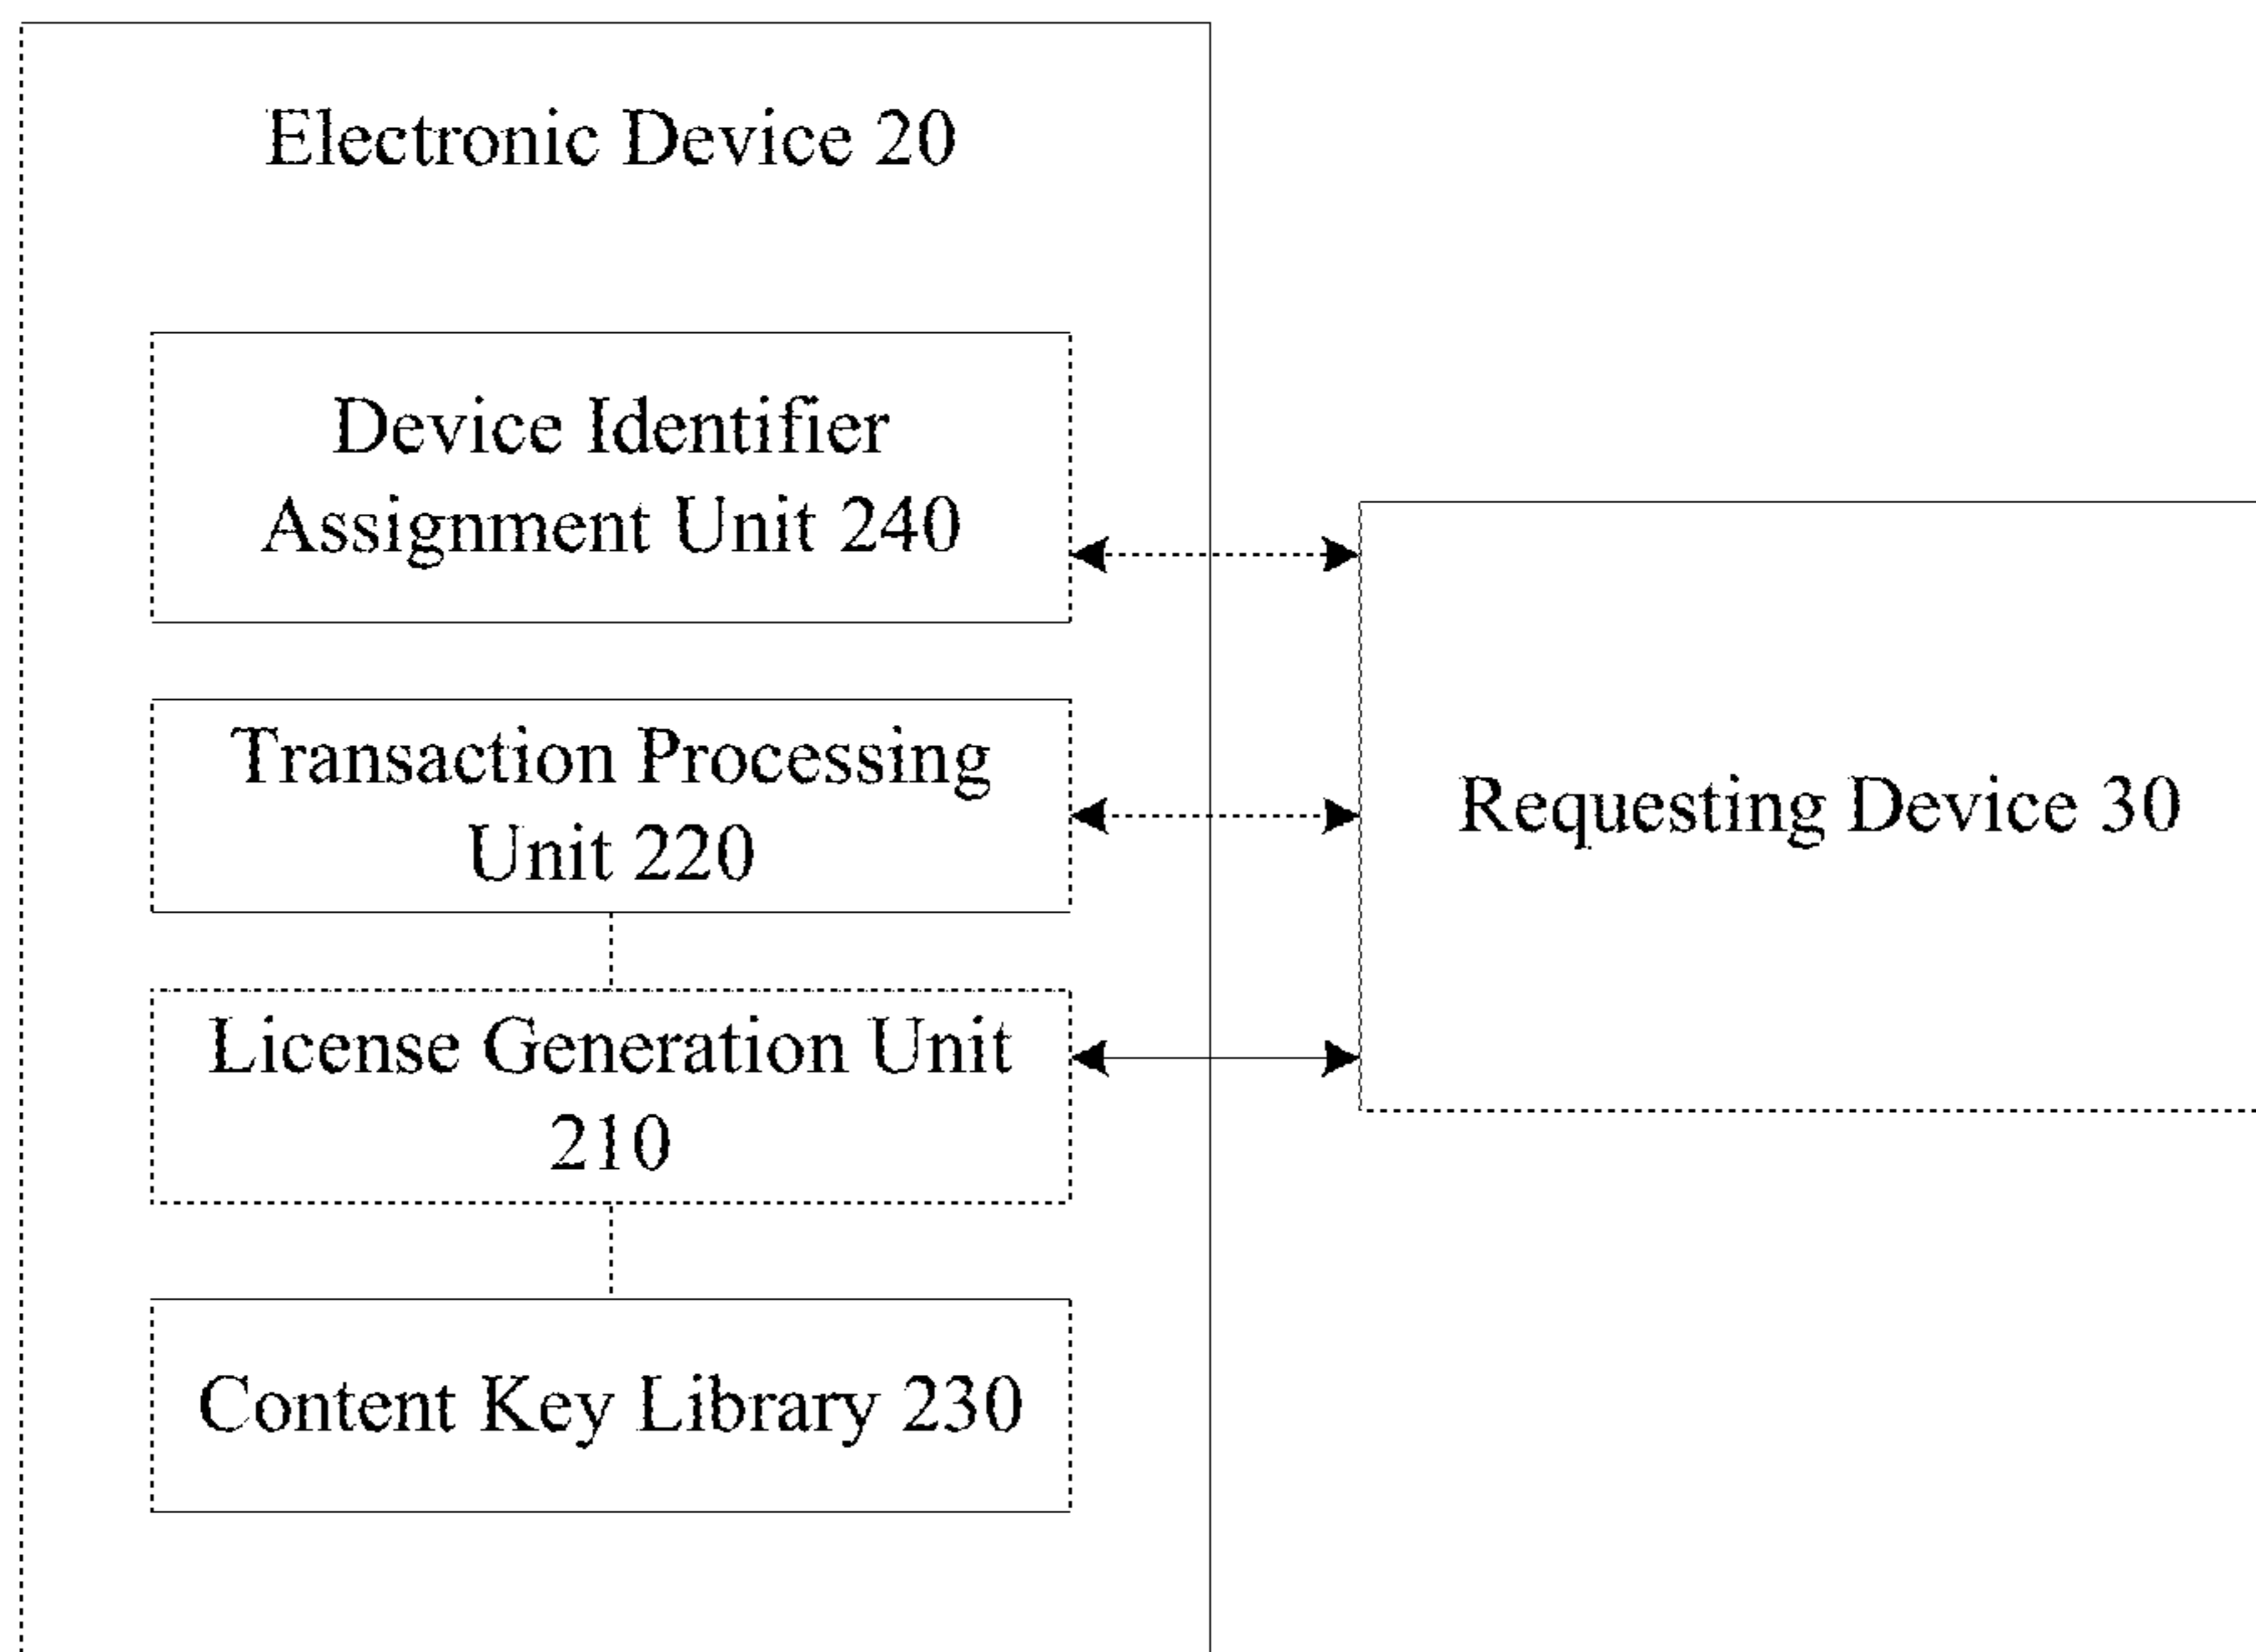 Electronic Device 20
Device Identifier
Assignment Unit 240
Transaction Processing
Unit 220
License Generation Unit
210
Content Key Library 230
Requesting Device 30